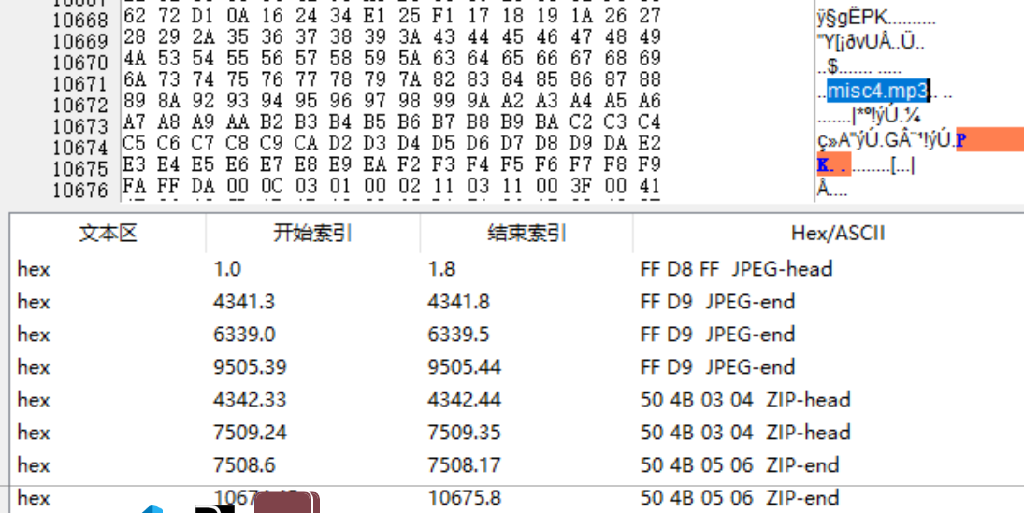 10668 62 72 D1 0A 16 24 34 E1 25 F1 17 18 19 1A 26 27
10669 28 29 2A 35 36 37 38 39 3A 43 44 45 46 47 48 49
10670 4A 53 54 55 56 57 58 59 5A 63 64 65 66 67 68 69
10671 6A 73 74 75 76 77 78 79 7A 82 83 84 85 86 87 88
10672 89 8A 92 93 94 95 96 97 98 99 9A A2 A3 A4 A5 A6
10673 A7 A8 A9 AA B2 B3 B4 B5 B6 B7 B8 B9 BA C2 C3 C4
10674 C5 C6 C7 C8 C9 CA D2 D3 D4 D5 D6 D7 D8 D9 DA E2
10675 E3 E4 E5 E6 E7 E8 E9 EA F2 F3 F4 F5 F6 F7 F8 F9
10676 FA FF DA 00 0C 03 01 00 02 11 03 11 00 3F 00 41
ÿ§gËPK..........
"Y[¡ðvUÂ..Ü..
..$....... .....
..misc4.mp3.. ..
.......|*º!ýÚ.¼
ç»A"ýÚ.GÂ¨¹!ýÚ.P
K. . ........[...|
Â....
文本区 开始索引 结束索引 Hex/ASCII
hex 1.0 1.8 FF D8 FF JPEG-head
hex 4341.3 4341.8 FF D9 JPEG-end
hex 6339.0 6339.5 FF D9 JPEG-end
hex 9505.39 9505.44 FF D9 JPEG-end
hex 4342.33 4342.44 50 4B 03 04 ZIP-head
hex 7509.24 7509.35 50 4B 03 04 ZIP-head
hex 7508.6 7508.17 50 4B 05 06 ZIP-end
hex 10675.8 50 4B 05 06 ZIP-end